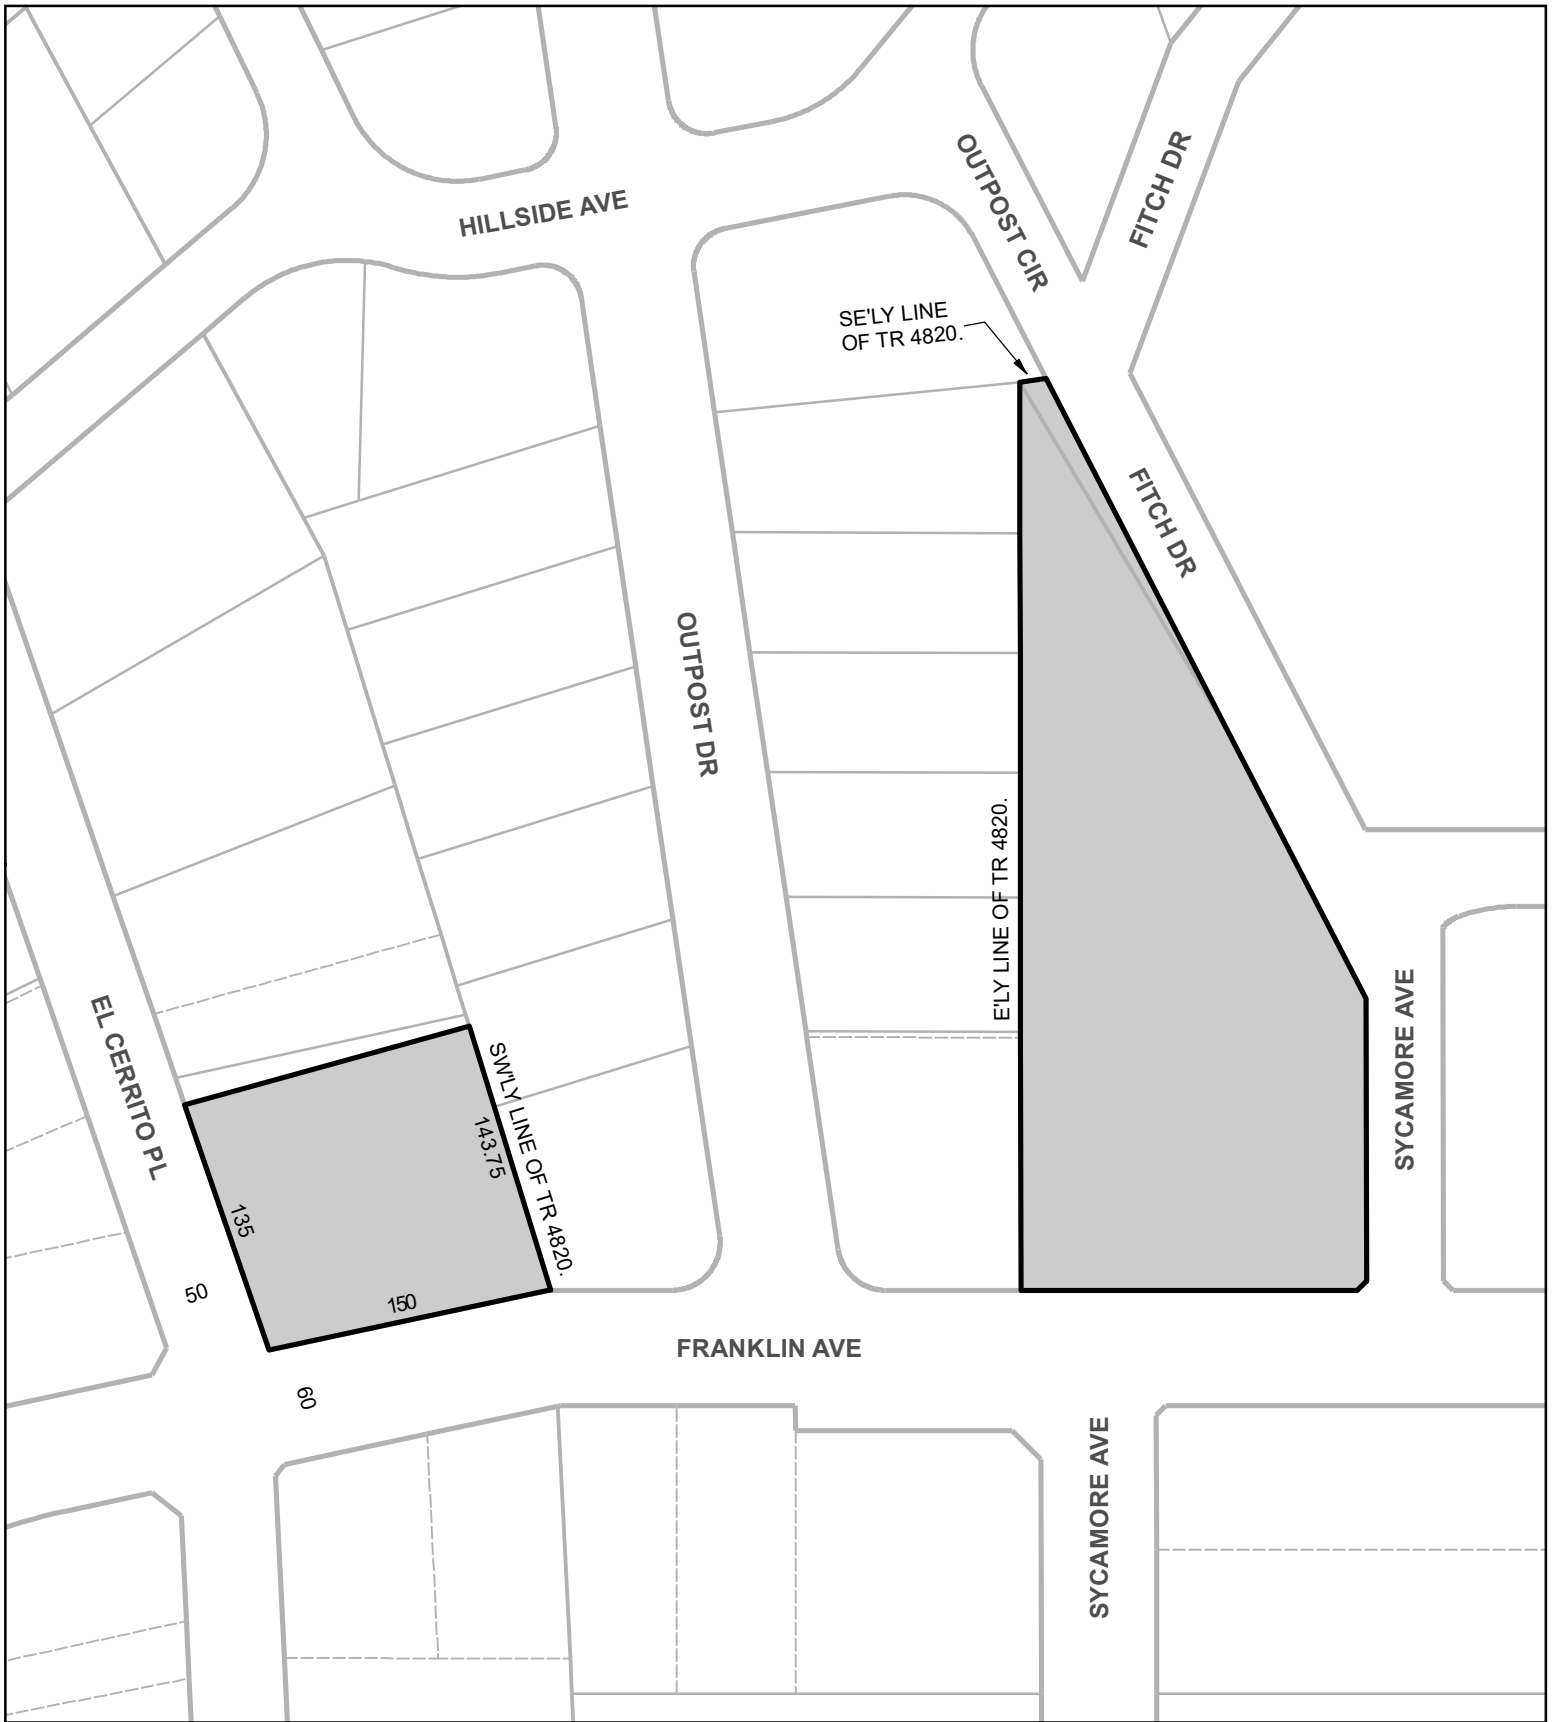 OUTPOST CIR
FITCH DR
HILLSIDE AVE
SE'LY LINE
OF TR 4820.
FITCH DR
OUTPOST DR
E'LY LINE OF TR 4820.
EL CERRITO PL
SW'LY LINE OF TR 4820.
143.75
SYCAMORE AVE
135
50
150
FRANKLIN AVE
60
SYCAMORE AVE